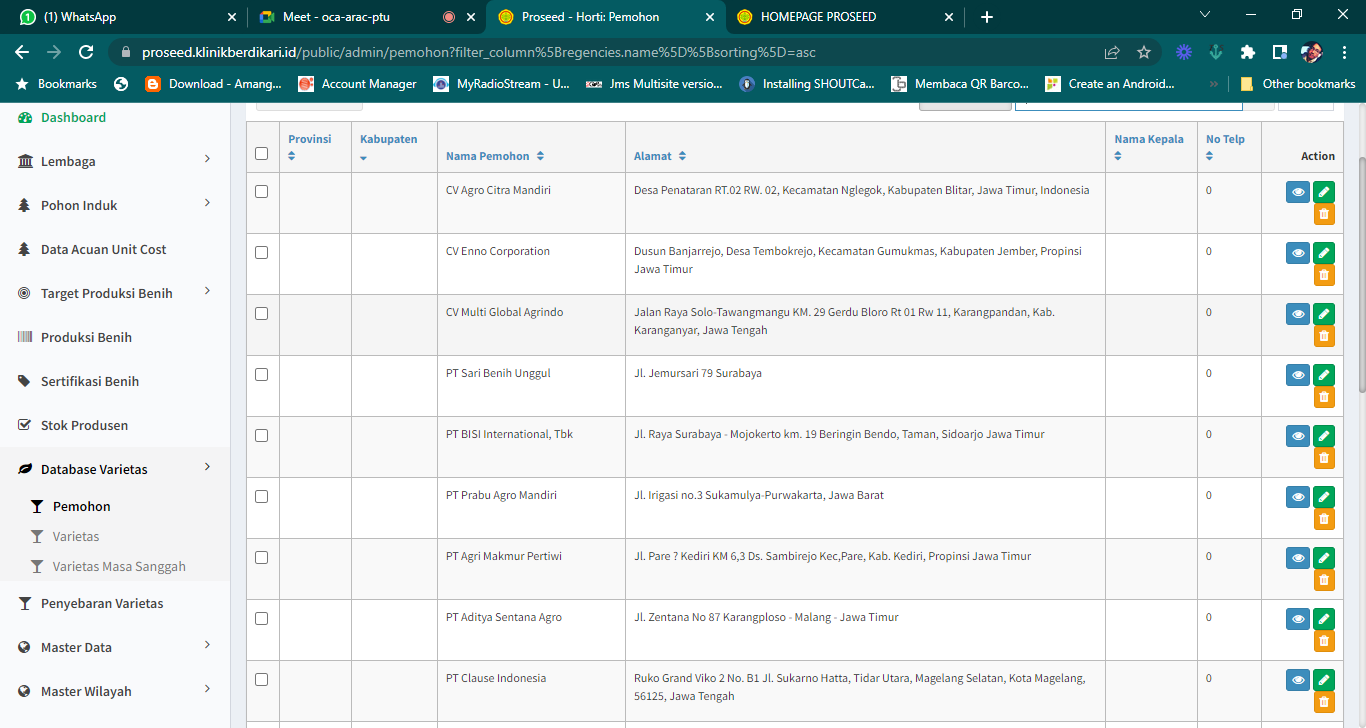 (1) WhatsApp
Meet - oca-arac-ptu
Proseed - Horti: Pemohon
HOMEPAGE PROSEED
proseed.klinikberdikari.id/public/admin/pemohon?filter_column%5Bregencies.name%5D%5Bsorting%5D=asc
Bookmarks
Download - Amang...
Account Manager
MyRadioStream - U...
Jms Multisite versio...
Installing SHOUTCa...
Membaca QR Barco...
Create an Android...
»
Other bookmarks
Dashboard
Lembaga
Pohon Induk
Data Acuan Unit Cost
Target Produksi Benih
Produksi Benih
Sertifikasi Benih
Stok Produsen
Database Varietas
Pemohon
Varietas
Varietas Masa Sanggah
Penyebaran Varietas
Master Data
Master Wilayah
Provinsi Kabupaten Nama Pemohon Alamat Nama Kepala No Telp Action
CV Agro Citra Mandiri Desa Penataran RT.02 RW. 02, Kecamatan Nglegok, Kabupaten Blitar, Jawa Timur, Indonesia 0
CV Enno Corporation Dusun Banjarrejo, Desa Tembokrejo, Kecamatan Gumukmas, Kabupaten Jember, Propinsi 0
Jawa Timur
CV Multi Global Agrindo Jalan Raya Solo-Tawangmangu KM. 29 Gerdu Bloro Rt 01 Rw 11, Karangpandan, Kab. 0
Karanganyar, Jawa Tengah
PT Sari Benih Unggul Jl. Jemursari 79 Surabaya 0
PT BISI International, Tbk Jl. Raya Surabaya - Mojokerto km. 19 Beringin Bendo, Taman, Sidoarjo Jawa Timur 0
PT Prabu Agro Mandiri Jl. Irigasi no.3 Sukamulya-Purwakarta, Jawa Barat 0
PT Agri Makmur Pertiwi Jl. Pare ? Kediri KM 6,3 Ds. Sambirejo Kec,Pare, Kab. Kediri, Propinsi Jawa Timur 0
PT Aditya Sentana Agro Jl. Zentana No 87 Karangploso - Malang - Jawa Timur 0
PT Clause Indonesia Ruko Grand Viko 2 No. B1 Jl. Sukarno Hatta, Tidar Utara, Magelang Selatan, Kota Magelang, 0
56125, Jawa Tengah